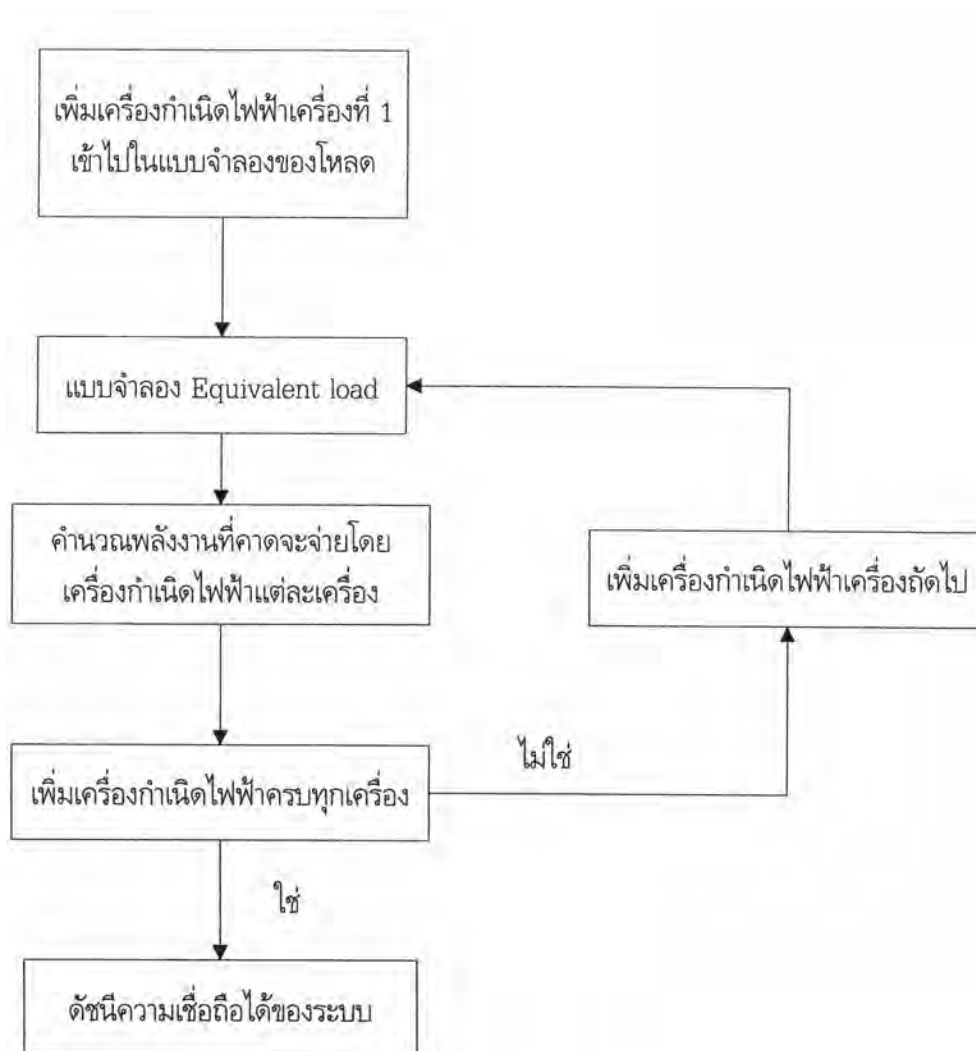 เพิ่มเครื่องกำเนิดไฟฟ้าเครื่องที่ 1
เข้าไปในแบบจำลองของโหลด
แบบจำลอง Equivalent load
คำนวณพลังงานที่คาดจะจ่ายโดย
เครื่องกำเนิดไฟฟ้าแต่ละเครื่อง
เพิ่มเครื่องกำเนิดไฟฟ้าเครื่องถัดไป
ไม่ใช่
เพิ่มเครื่องกำเนิดไฟฟ้าครบทุกเครื่อง
ใช่
ดัชนีความเชื่อถือได้ของระบบ